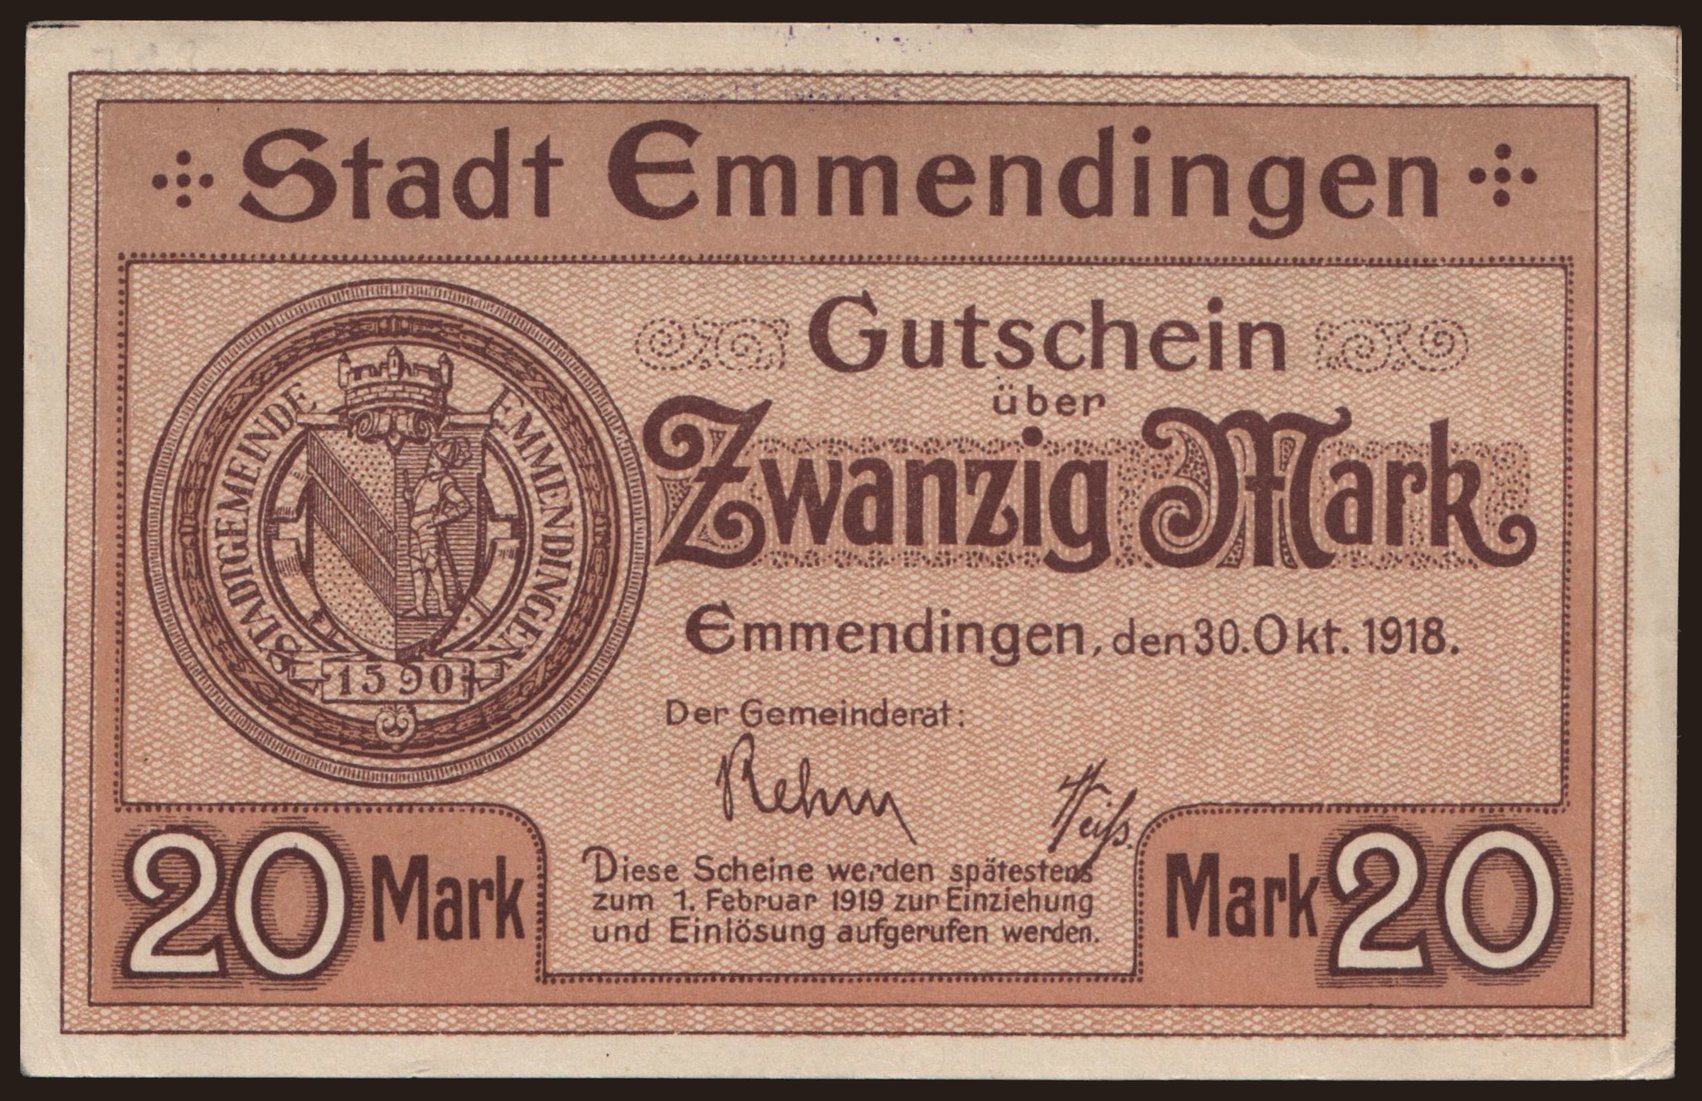 Stadt Emmendingen
Gutschein
über
Zwanzig Mark
STADTGEMEINDE EMMENDINGEN
1590
Emmendingen, den 30. Okt. 1918.
Der Gemeinderat:
Rehm Weiß.
Diese Scheine werden spätestens
zum 1. Februar 1919 zur Einziehung
und Einlösung aufgerufen werden.
20 Mark
Mark 20